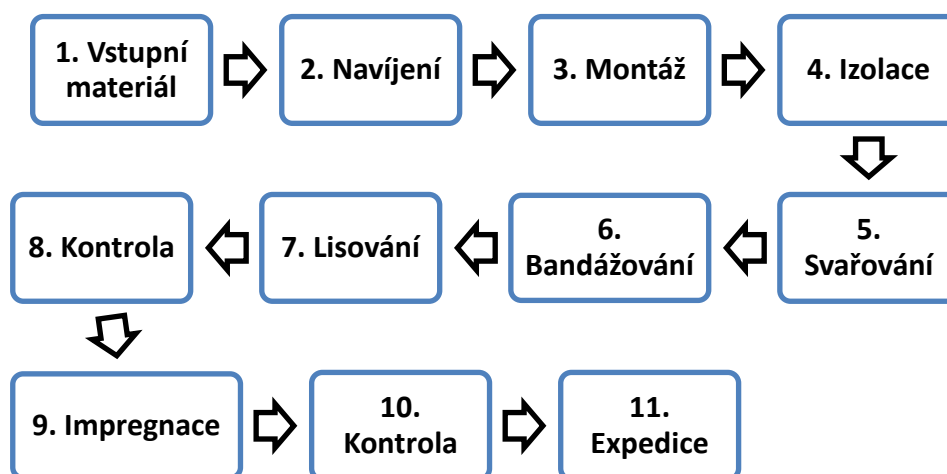 1. Vstupní
materiál
2. Navíjení
3. Montáž
4. Izolace
5.
Svařování
6.
Bandážování
7. Lisování
8. Kontrola
9. Impregnace
10.
Kontrola
11.
Expedice